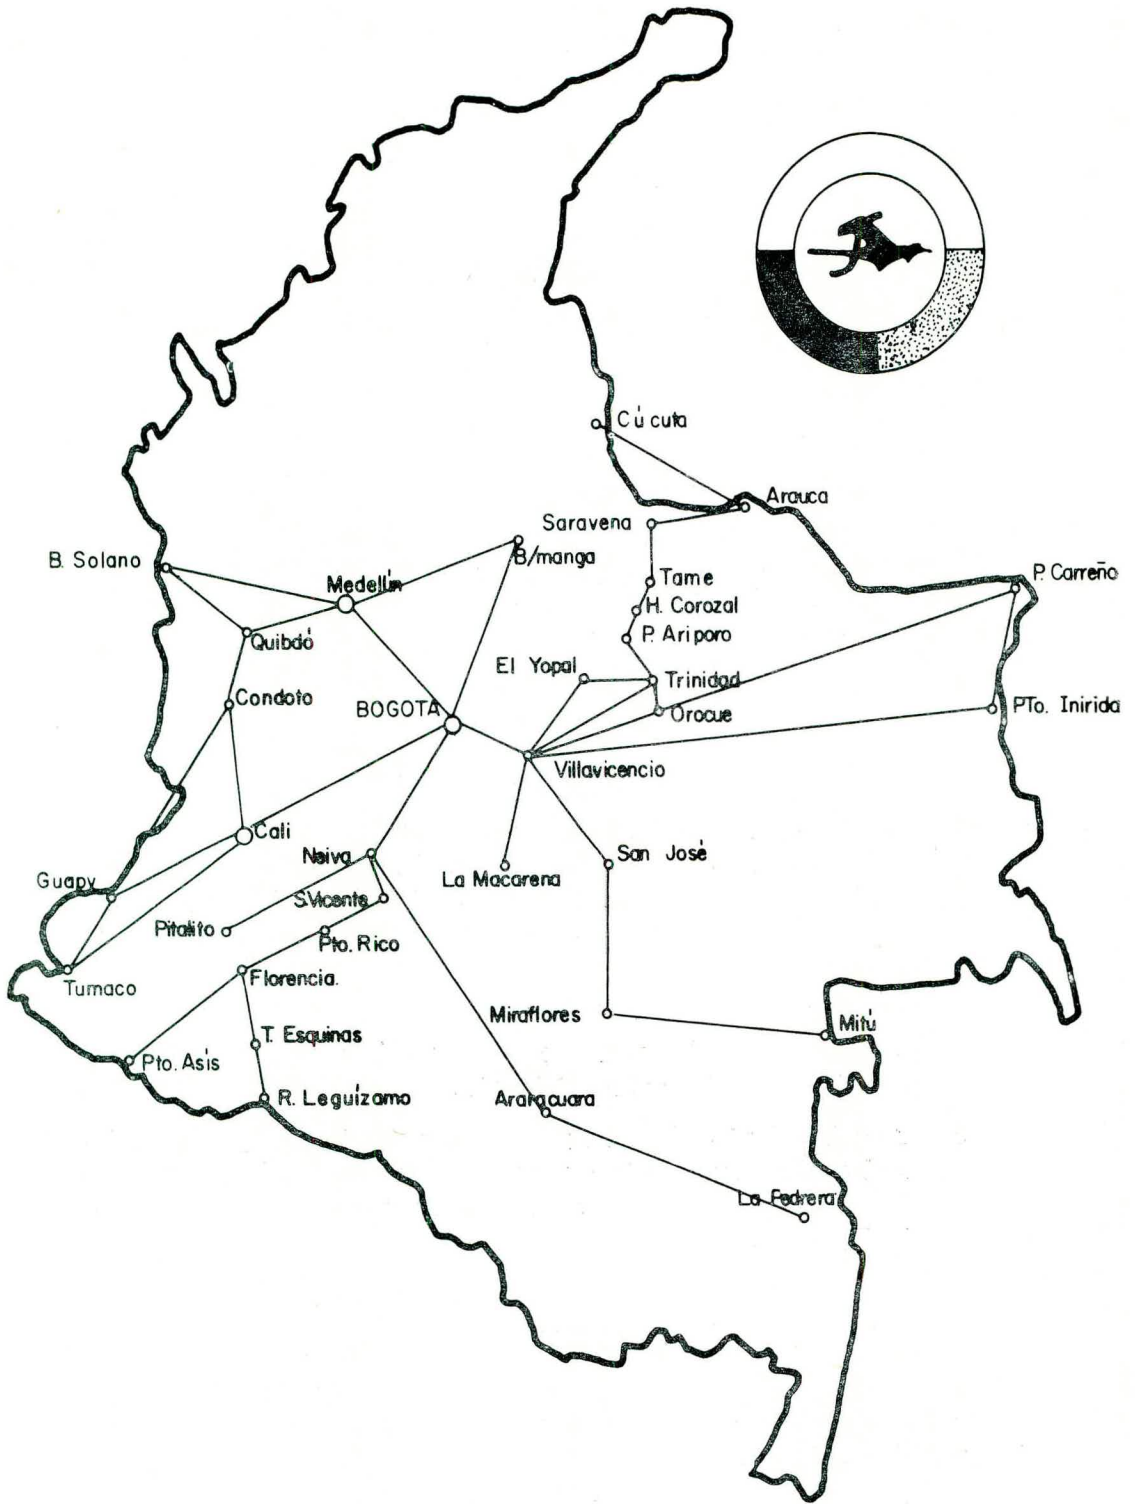 Cúcuta
Arauca
Saravena
B/manga
B. Solano
Medellín
Tame
P. Carreño
H. Corozal
Quibdó
P. Ariporo
El Yopal
Trinidad
Condoto
BOGOTA
Orocue
PTo. Inirida
Villavicencio
Cali
Neiva
San José
Guapy
La Macarena
S.Vicente
Pitalito
Pto. Rico
Florencia.
Tumaco
Miraflores
Mitú
T. Esquinas
Pto. Asís
R. Leguízamo
Araracuara
La Pedrera